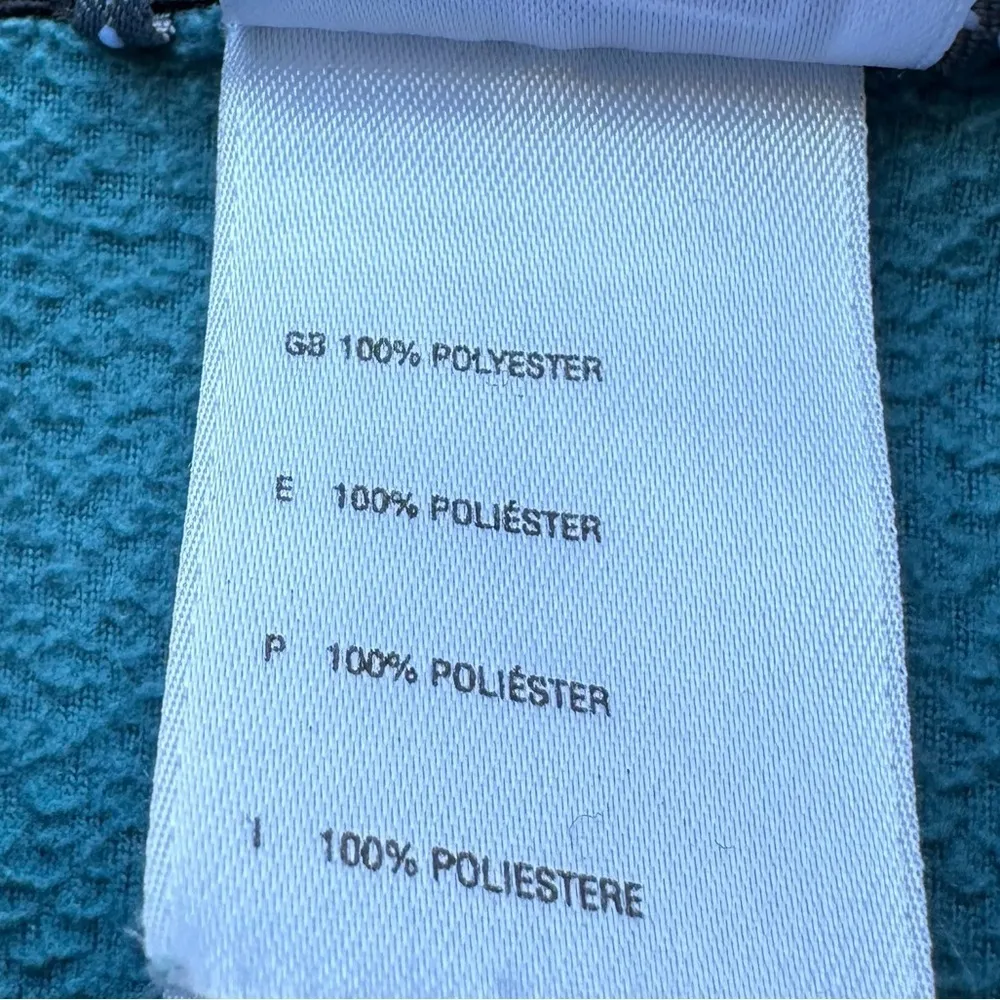 GB 100% POLYESTER
E 100% POLIÉSTER
P 100% POLIÉSTER
I 100% POLIESTERE